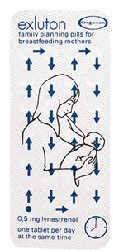 exluton
family planning pills for
breastfeeding mothers
0,5 mg lynestrenol
one tablet per day
at the same time